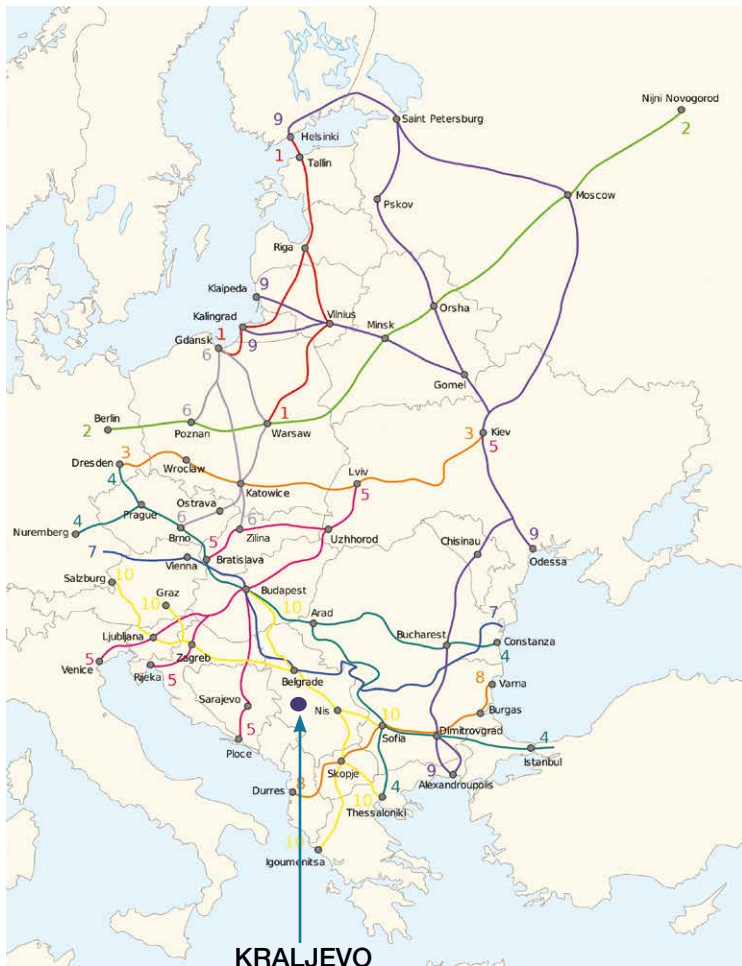 Nijni Novogorod
2
9
Saint Petersburg
Helsinki
1
Tallin
Moscow
Pskov
Riga
Klaipeda
9
Orsha
Kalingrad
Vilnius
Minsk
1
Gdansk
6
9
Gomel
Berlin
6
1
2
Poznan
Warsaw
3
Kiev
5
3
Dresden
4
Wroclaw
Lviv
5
Katowice
Ostrava
Prague
4
6
6
Nuremberg
Brno
Zilina
Uzhhorod
9
5
Chisinau
7
Vienna
Bratislava
Odessa
Salzburg
10
Budapest
Graz
10
10
Arad
7
Ljubljana
Bucharest
Constanza
4
Zagreb
Venice
5
Rijeka
5
Belgrade
8
Varna
Sarajevo
Nis
10
Burgas
5
Sofia
Dimitrovgrad
Ploce
4
Istanbul
Skopje
9
Durres
8
4
Alexandroupolis
10
Thessaloniki
10
Igoumenitsa
KRALJEVO